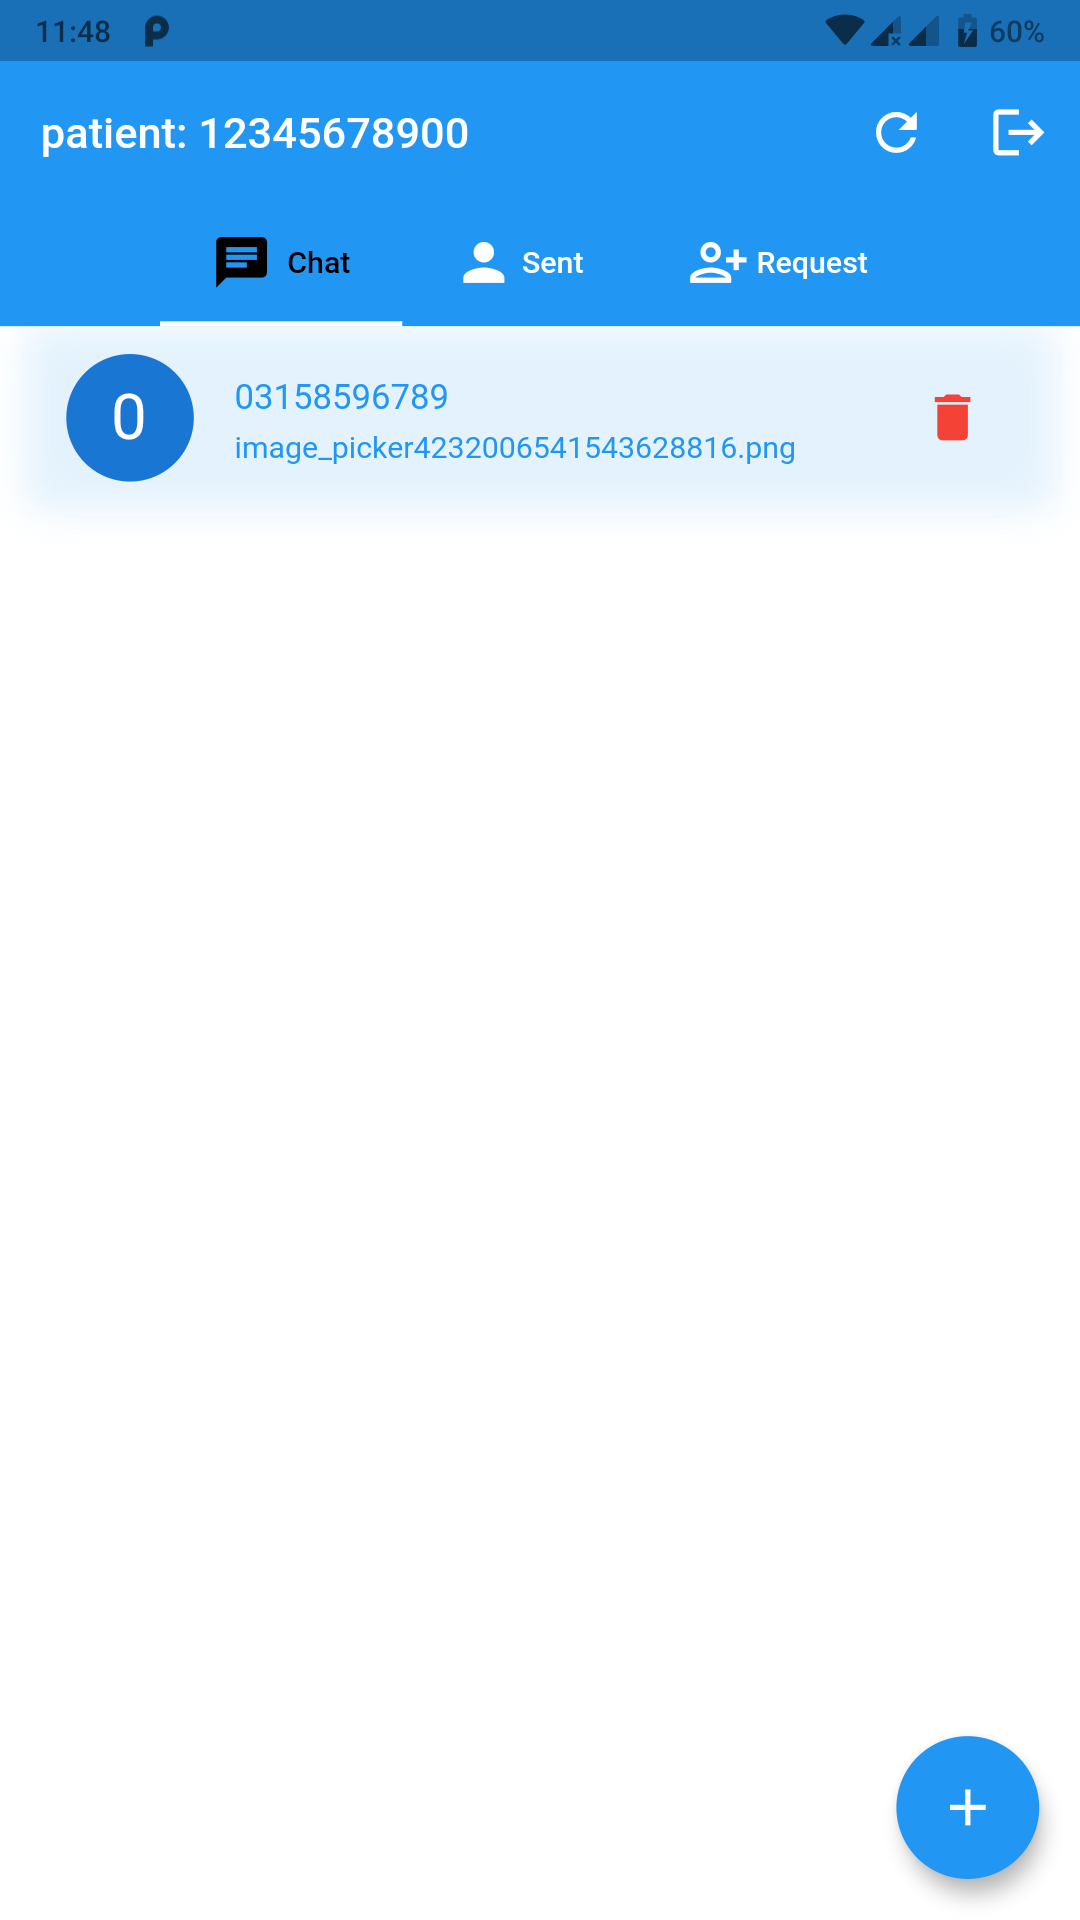 11:48 60%
patient: 12345678900
Chat Sent Request
0
03158596789
image_picker4232006541543628816.png